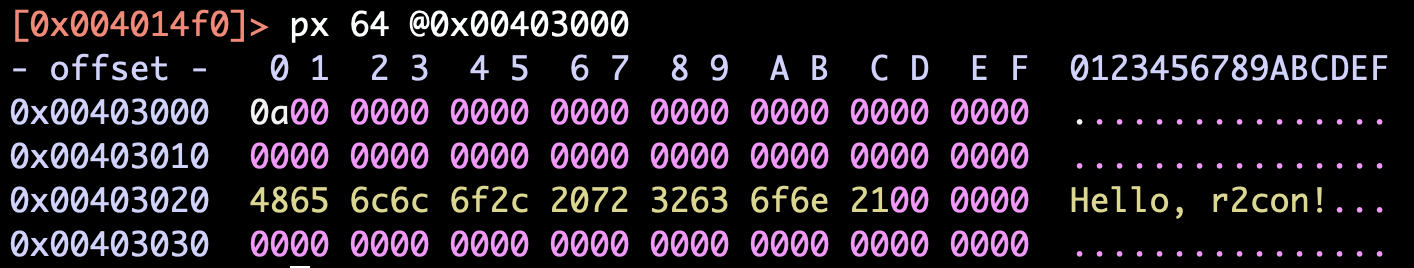 [0x004014f0]> px 64 @0x00403000
- offset -   0 1  2 3  4 5  6 7  8 9  A B  C D  E F  0123456789ABCDEF
0x00403000  0a00 0000 0000 0000 0000 0000 0000 0000  ................
0x00403010  0000 0000 0000 0000 0000 0000 0000 0000  ................
0x00403020  4865 6c6c 6f2c 2072 3263 6f6e 2100 0000  Hello, r2con!...
0x00403030  0000 0000 0000 0000 0000 0000 0000 0000  ................